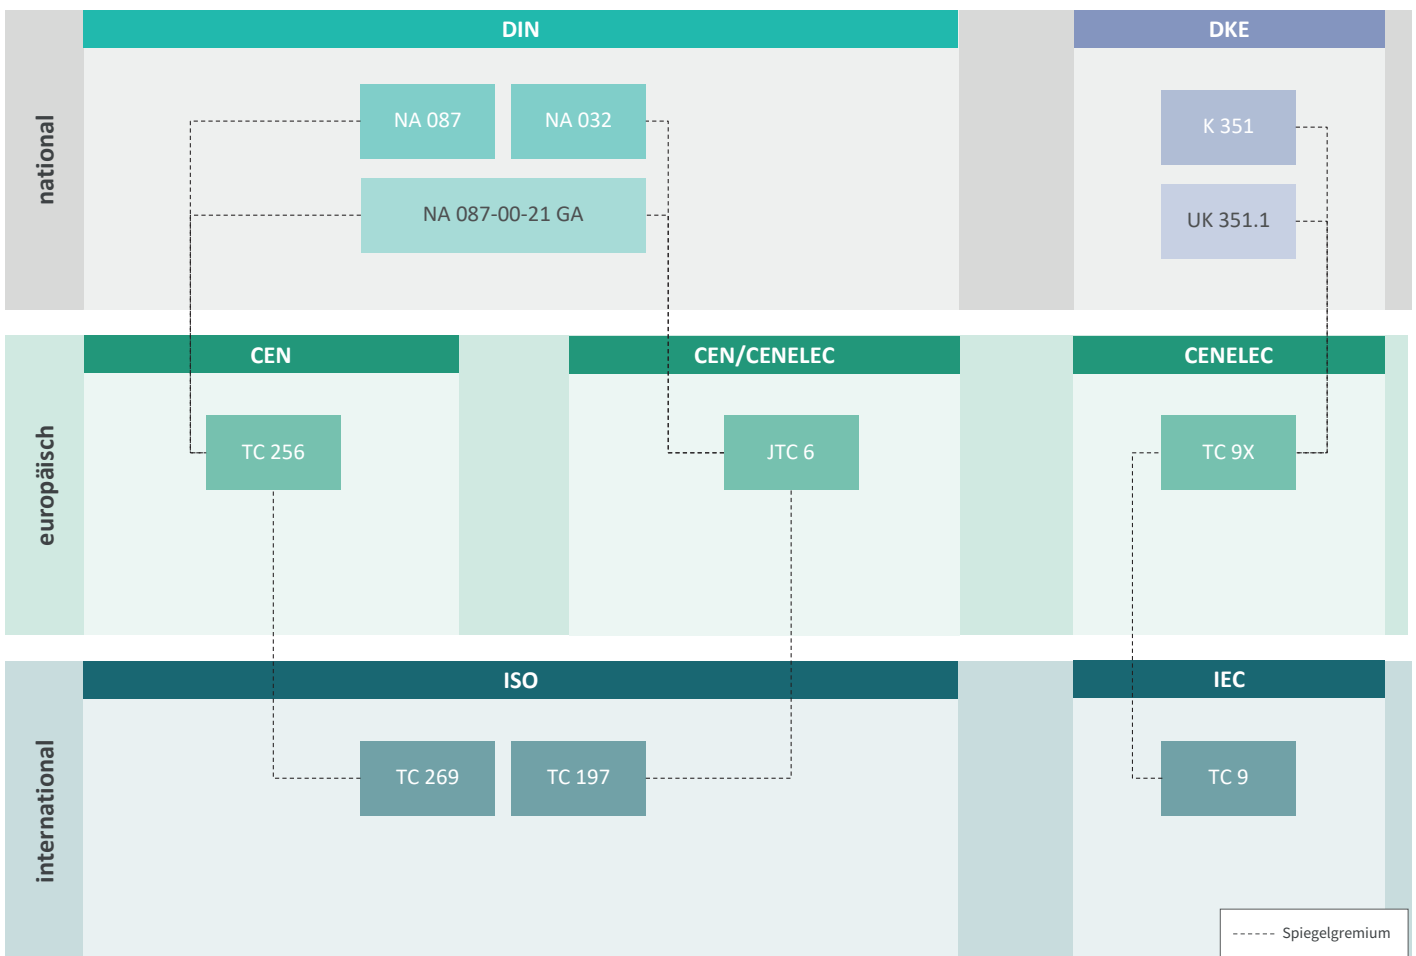 DIN
DKE
national
NA 087
NA 032
K 351
NA 087-00-21 GA
UK 351.1
CEN
CEN/CENELEC
CENELEC
europäisch
TC 256
JTC 6
TC 9X
ISO
IEC
international
TC 269
TC 197
TC 9
Spiegelgremium